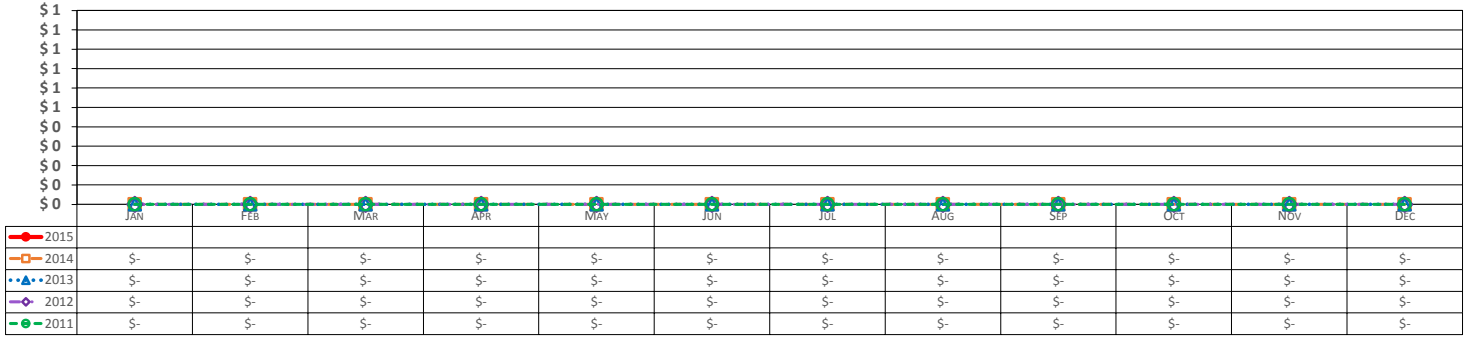 $ 1
$ 1
$ 1
$ 1
$ 1
$ 1
$ 0
$ 0
$ 0
$ 0
$ 0
JAN FEB MAR APR MAY JUN JUL AUG SEP OCT NOV DEC
2015
2014 $- $- $- $- $- $- $- $- $- $- $- $-
2013 $- $- $- $- $- $- $- $- $- $- $- $-
2012 $- $- $- $- $- $- $- $- $- $- $- $-
2011 $- $- $- $- $- $- $- $- $- $- $- $-